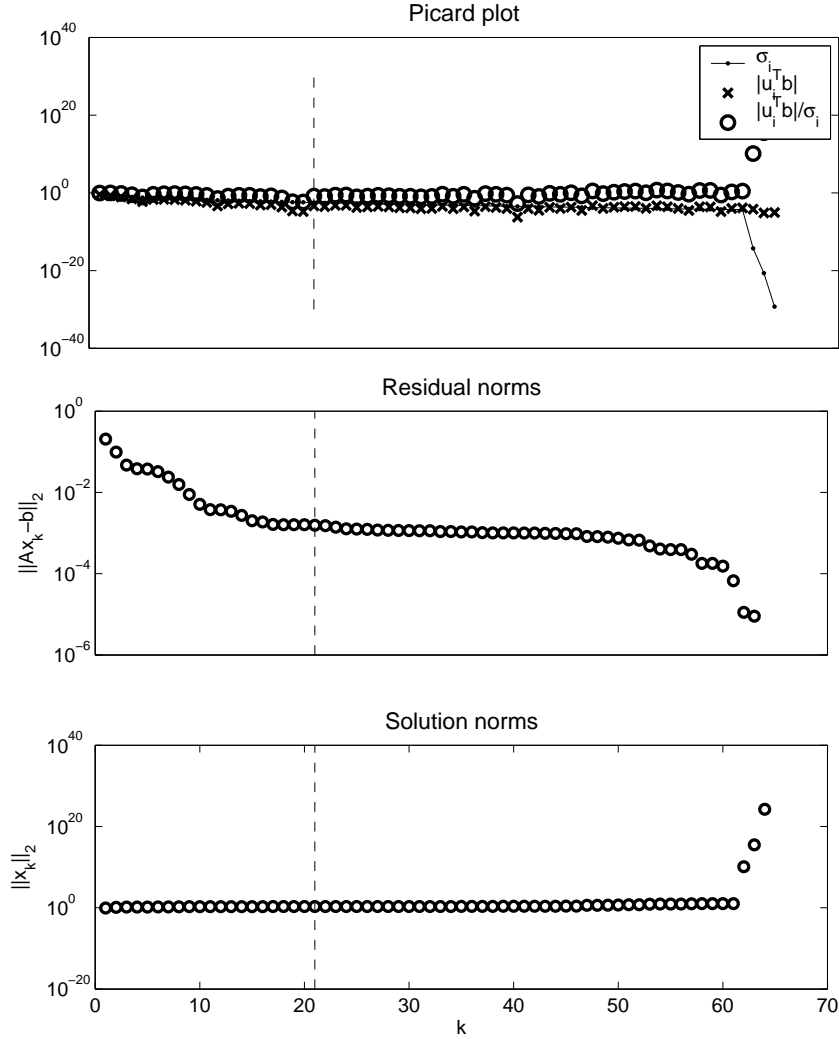 Picard plot
10^40
10^20
10^0
10^−20
10^−40
σ_i
|u_i^T b|
|u_i^T b|/σ_i
Residual norms
10^0
10^−2
10^−4
10^−6
||Ax_k−b||_2
Solution norms
10^40
10^20
10^0
10^−20
||x_k||_2
0 10 20 30 40 50 60 70
k